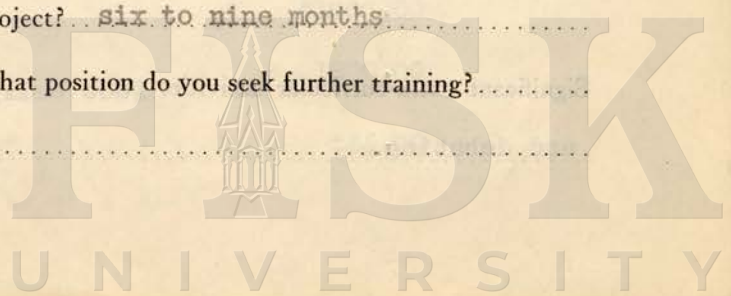 oject? . . six to nine months . . . . . . . . . . . . . . . . . . . .
hat position do you seek further training? . . . . . . . . .
. . . . . . . . . . . . . . . . . . . . . . . . . . . . . . . . . . . . . . . .
FISK
UNIVERSITY